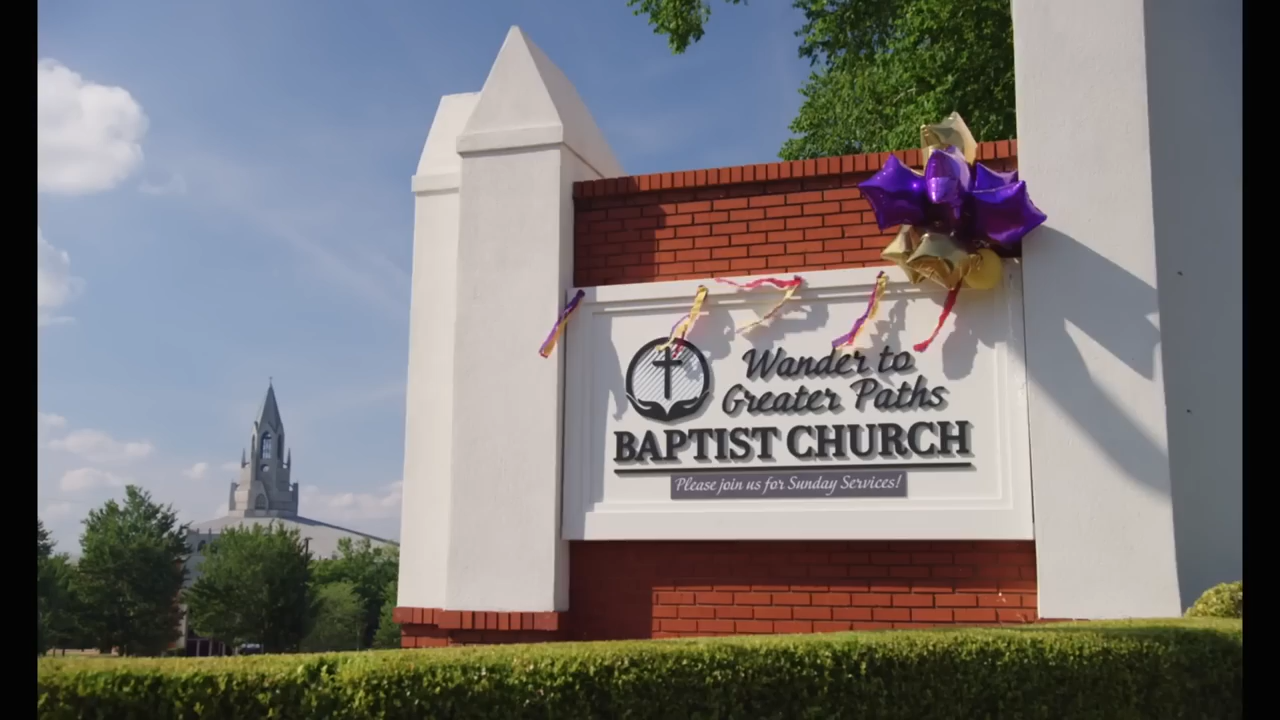 Wander to
Greater Paths
BAPTIST CHURCH
Please join us for Sunday Services!